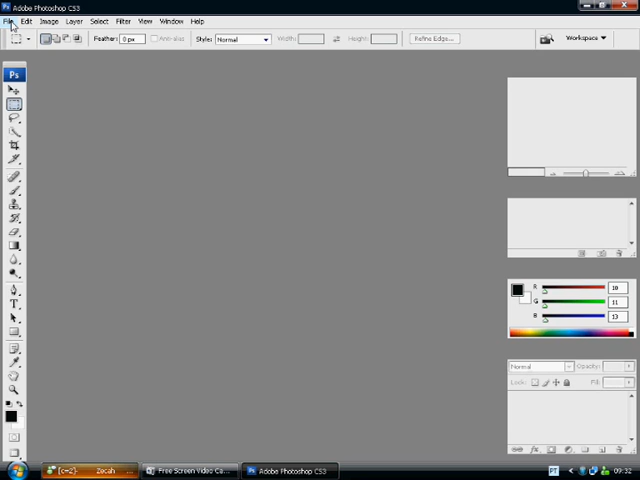 Adobe Photoshop CS3
File Edit Image Layer Select Filter View Window Help
Feather: 0 px Anti-alias Style: Normal Width: Height: Refine Edge... Workspace
Ps
R 10
G 11
B 13
T
Normal Opacity:
Lock: Fill:
[c=2]- Zecah ... Free Screen Video Ca... Adobe Photoshop CS3 PT 09:32